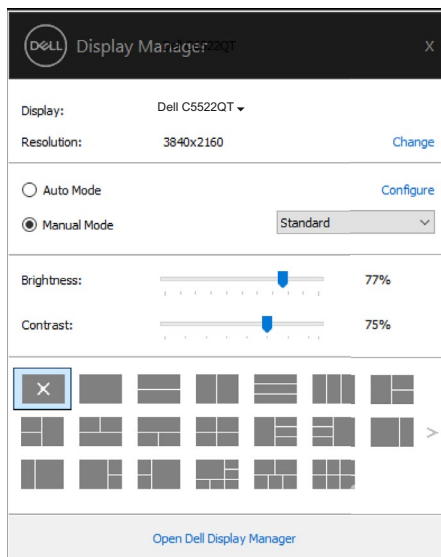 DELL Display Manager X
Display: Dell C5522QT
Resolution: 3840x2160 Change
Auto Mode Configure
Manual Mode Standard
Brightness: 77%
Contrast: 75%
Open Dell Display Manager